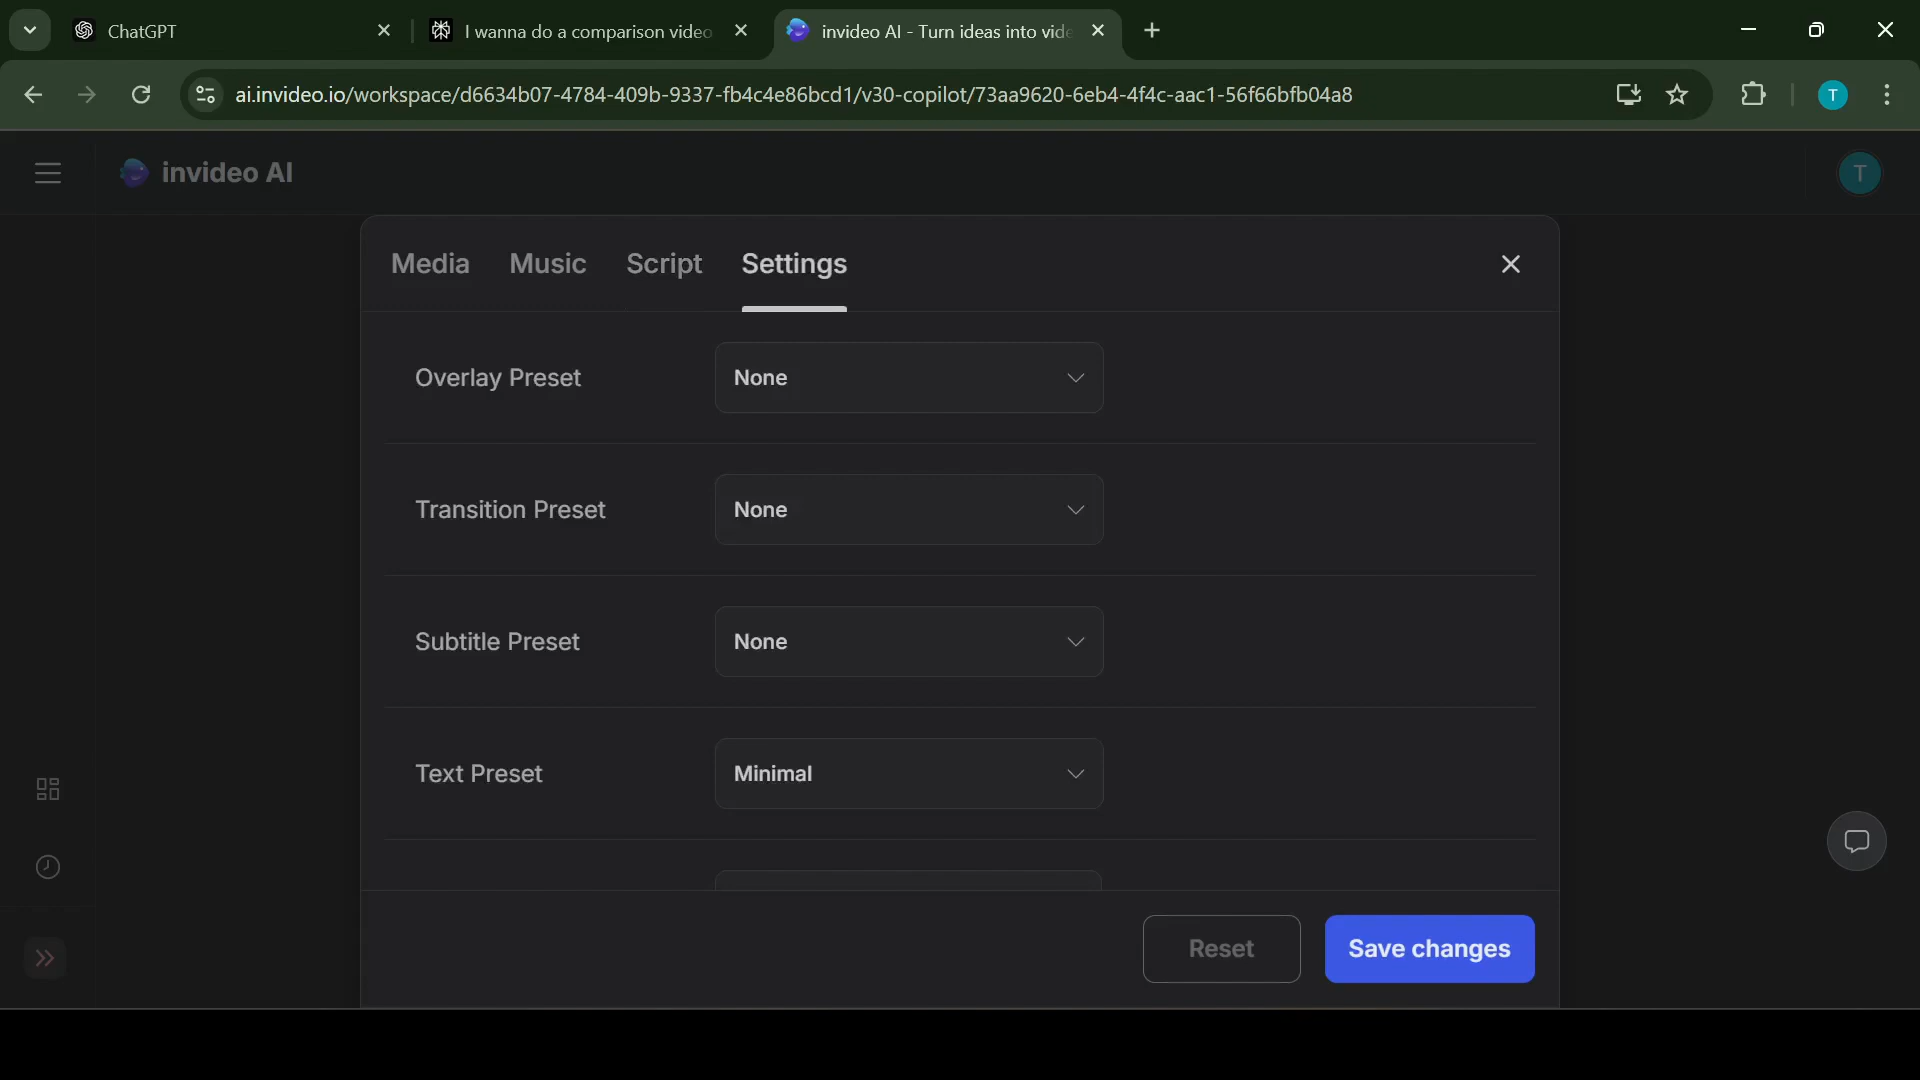 ChatGPT
I wanna do a comparison video
invideo AI - Turn ideas into vide
ai.invideo.io/workspace/d6634b07-4784-409b-9337-fb4c4e86bcd1/v30-copilot/73aa9620-6eb4-4f4c-aac1-56f66bfb04a8
T
invideo AI
T
Media
Music
Script
Settings
Overlay Preset
None
Transition Preset
None
Subtitle Preset
None
Text Preset
Minimal
Reset
Save changes